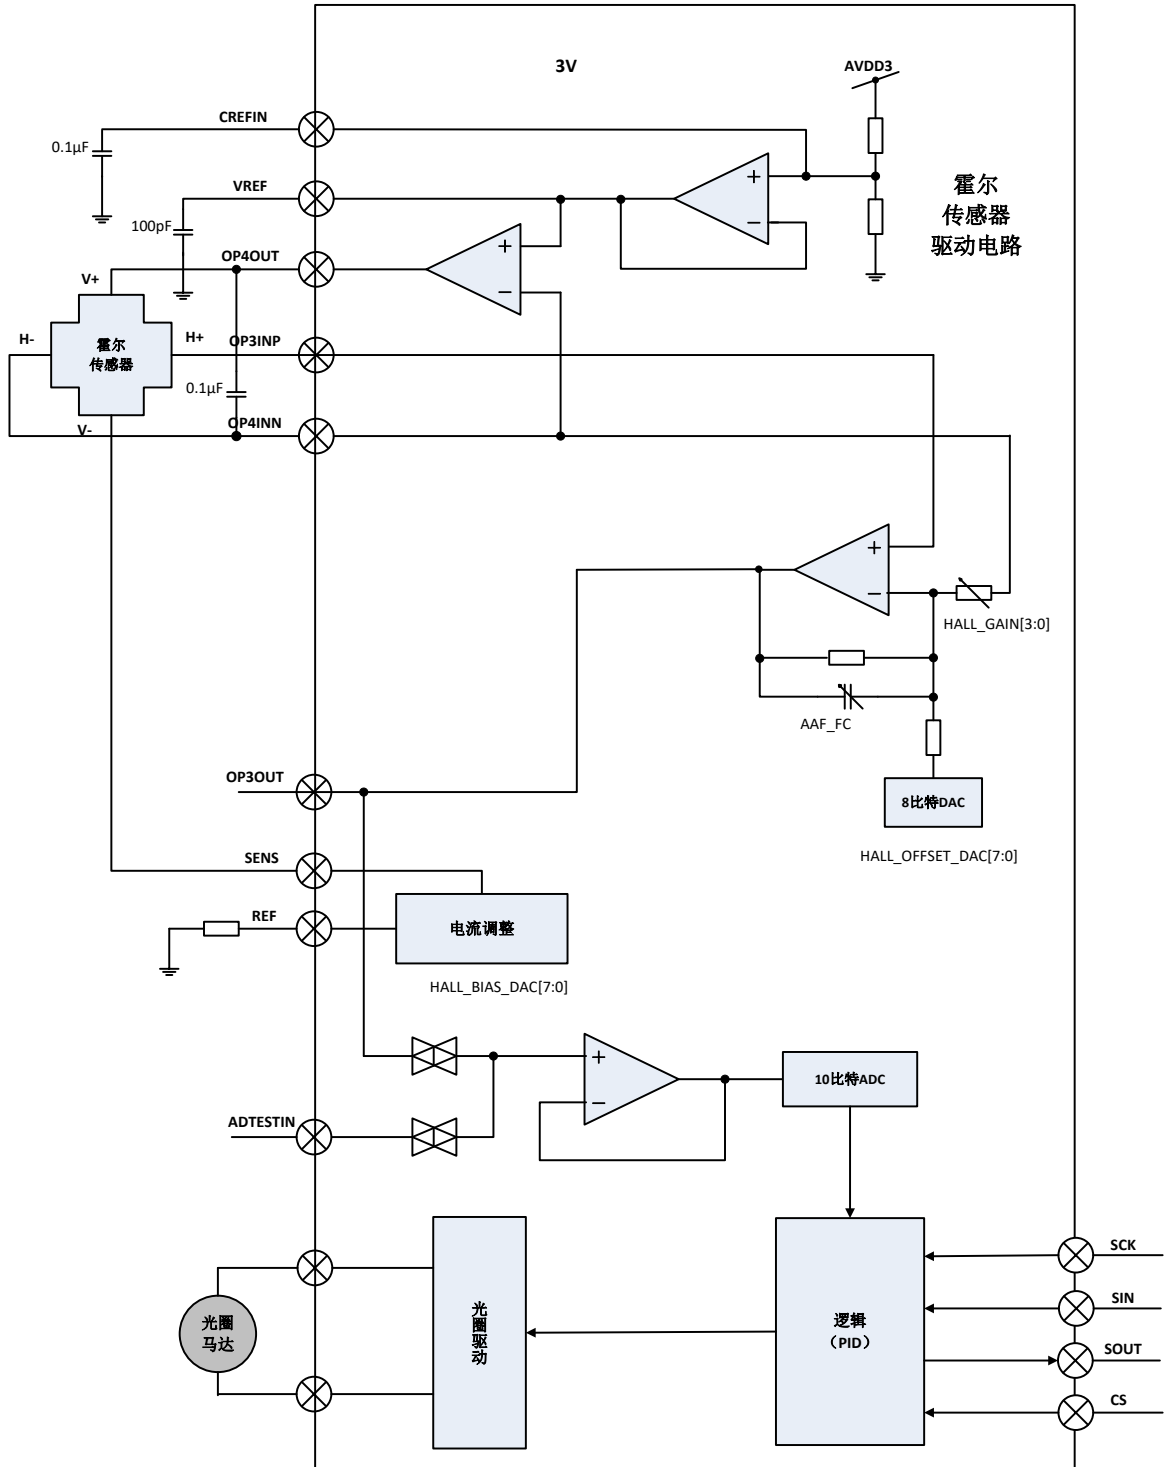 3V
AVDD3
CREFIN
0.1μF
VREF
100pF
OP4OUT
霍尔
传感器
驱动电路
V+
H-
霍尔
传感器
H+
OP3INP
0.1μF
V-
OP4INN
+
−
+
−
+
−
HALL_GAIN[3:0]
AAF_FC
8比特DAC
HALL_OFFSET_DAC[7:0]
OP3OUT
SENS
REF
电流调整
HALL_BIAS_DAC[7:0]
+
−
10比特ADC
ADTESTIN
光圈
马达
光圈驱动
逻辑
（PID）
SCK
SIN
SOUT
CS